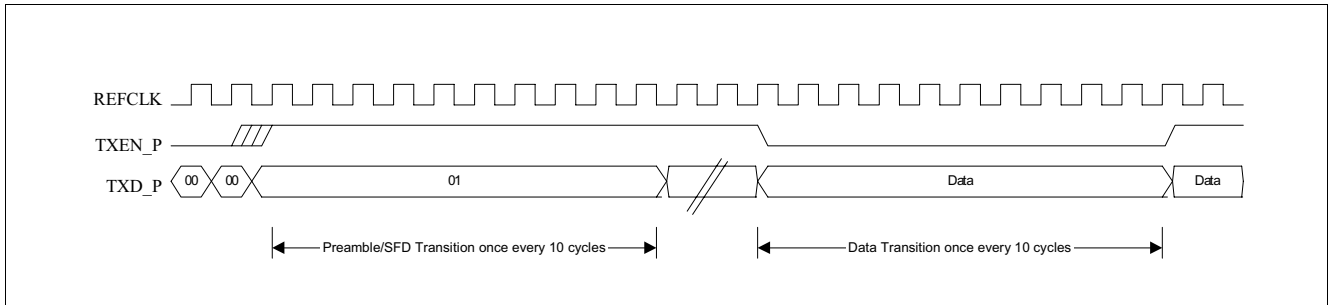 REFCLK
TXEN_P
TXD_P 00 00 01 Data Data
Preamble/SFD Transition once every 10 cycles Data Transition once every 10 cycles